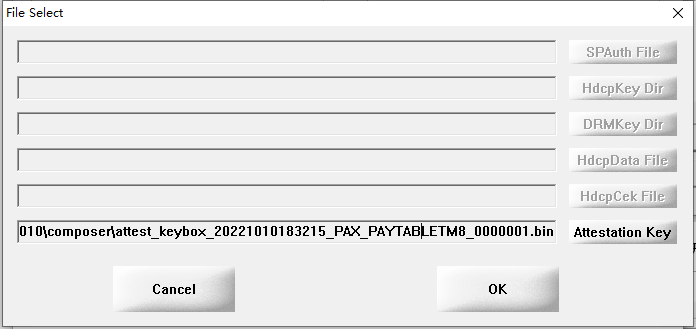 File Select
SPAuth File
HdcpKey Dir
DRMKey Dir
HdcpData File
HdcpCek File
010\composer\attest_keybox_20221010183215_PAX_PAYTABLETM8_0000001.bin Attestation Key
Cancel OK